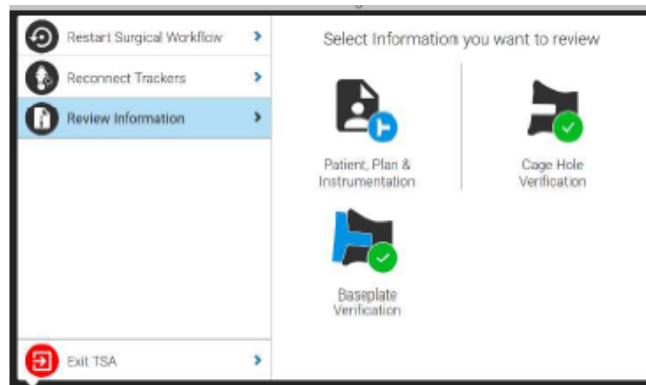 Restart Surgical Workflow
Reconnect Trackers
Review Information
Exit TSA
Select Information you want to review
Patient, Plan &
Instrumentation
Cage Hole
Verification
Baseplate
Verification